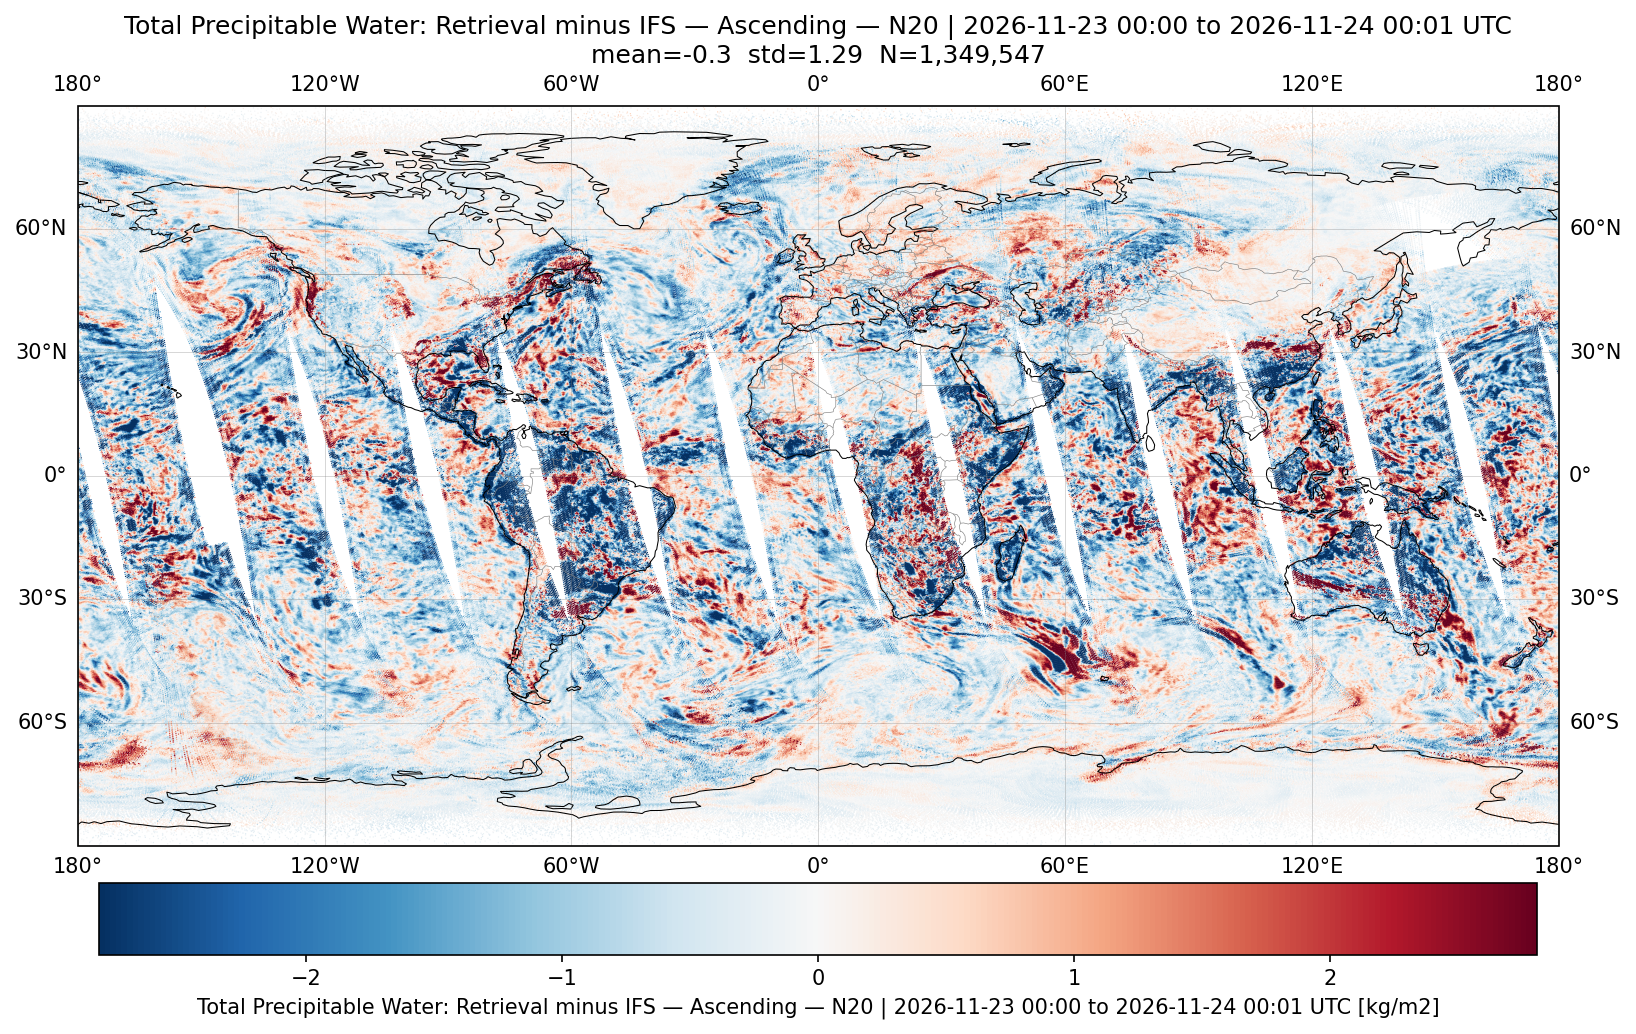 Total Precipitable Water: Retrieval minus IFS — Ascending — N20 | 2026-11-23 00:00 to 2026-11-24 00:01 UTC
mean=-0.3  std=1.29  N=1,349,547
180° 120°W 60°W 0° 60°E 120°E 180°
60°N 60°N
30°N 30°N
0° 0°
30°S 30°S
60°S 60°S
180° 120°W 60°W 0° 60°E 120°E 180°
−2 −1 0 1 2
Total Precipitable Water: Retrieval minus IFS — Ascending — N20 | 2026-11-23 00:00 to 2026-11-24 00:01 UTC [kg/m2]